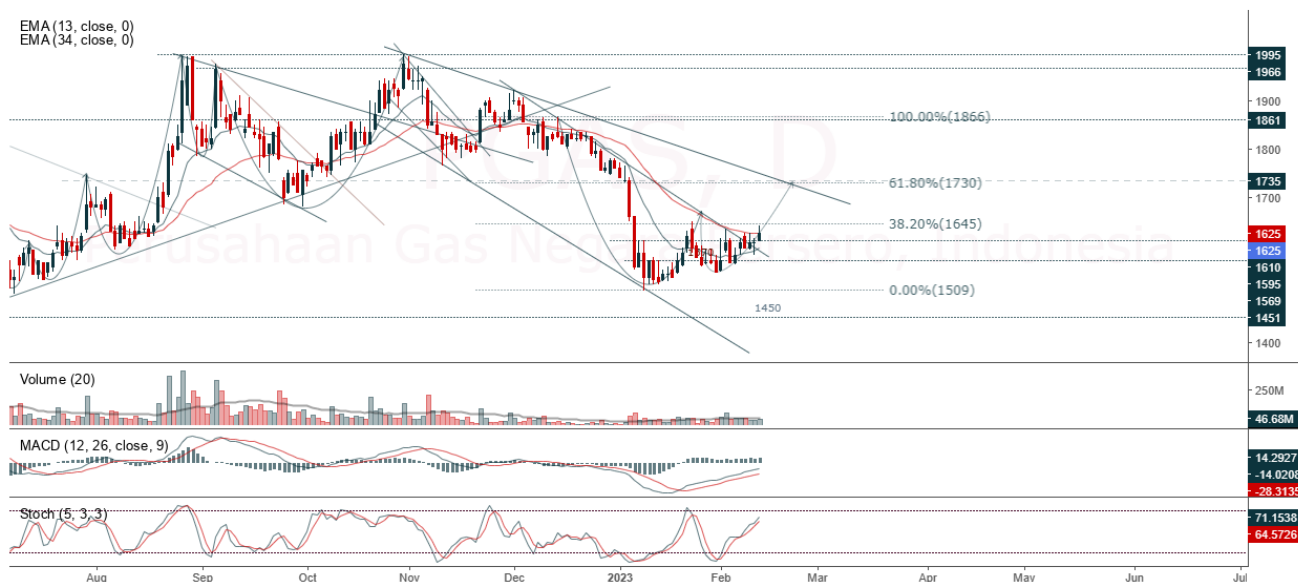 EMA (13, close, 0)
EMA (34, close, 0)
1995
1966
1900
100.00%(1866)
1861
1800
PGAS, D
61.80%(1730)
1735
1700
38.20%(1645)
1625
Perusahaan Gas Negara Persero, Indonesia
1625
1610
1595
0.00%(1509)
1569
1450
1451
1400
Volume (20)
250M
46.68M
MACD (12, 26, close, 9)
14.2927
-14.0208
-28.3135
Stoch (5, 3, 3)
71.1538
64.5726
Aug
Sep
Oct
Nov
Dec
2023
Feb
Mar
Apr
May
Jun
Jul